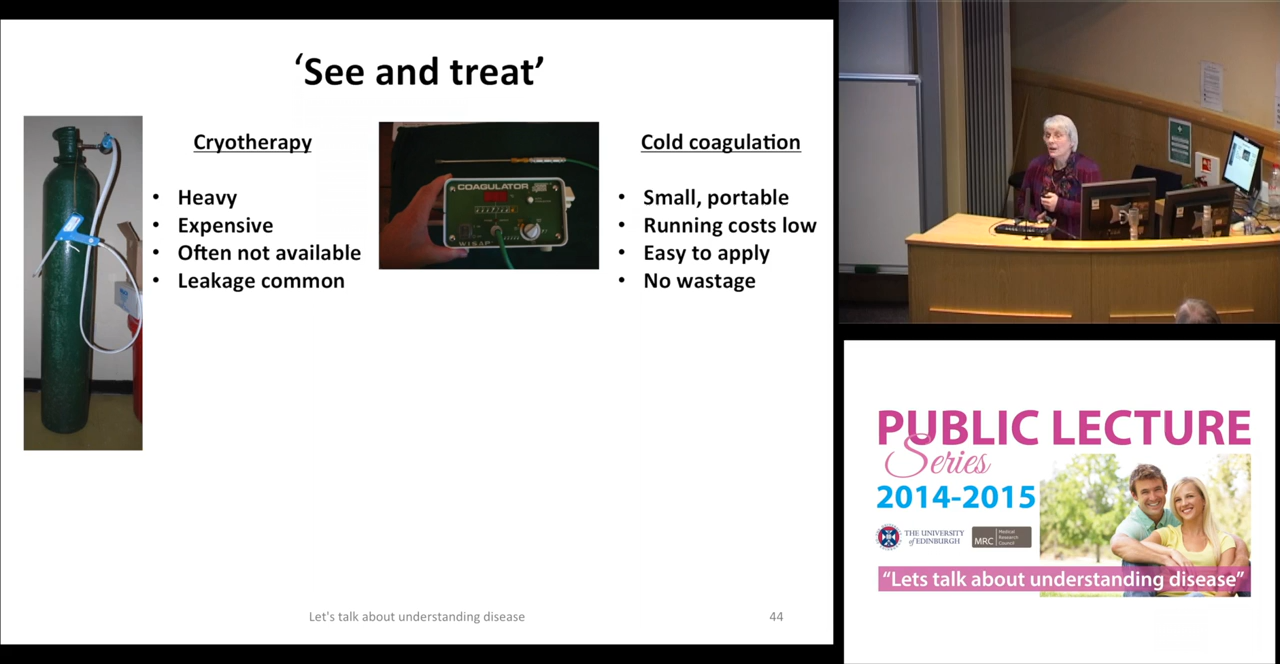 ‘See and treat’
Cryotherapy
• Heavy
• Expensive
• Often not available
• Leakage common
COAGULATOR
WISAP
Cold coagulation
• Small, portable
• Running costs low
• Easy to apply
• No wastage
Let's talk about understanding disease
44
PUBLIC LECTURE
Series
2014-2015
THE UNIVERSITY
of EDINBURGH
MRC
Medical
Research
Council
“Lets talk about understanding disease”